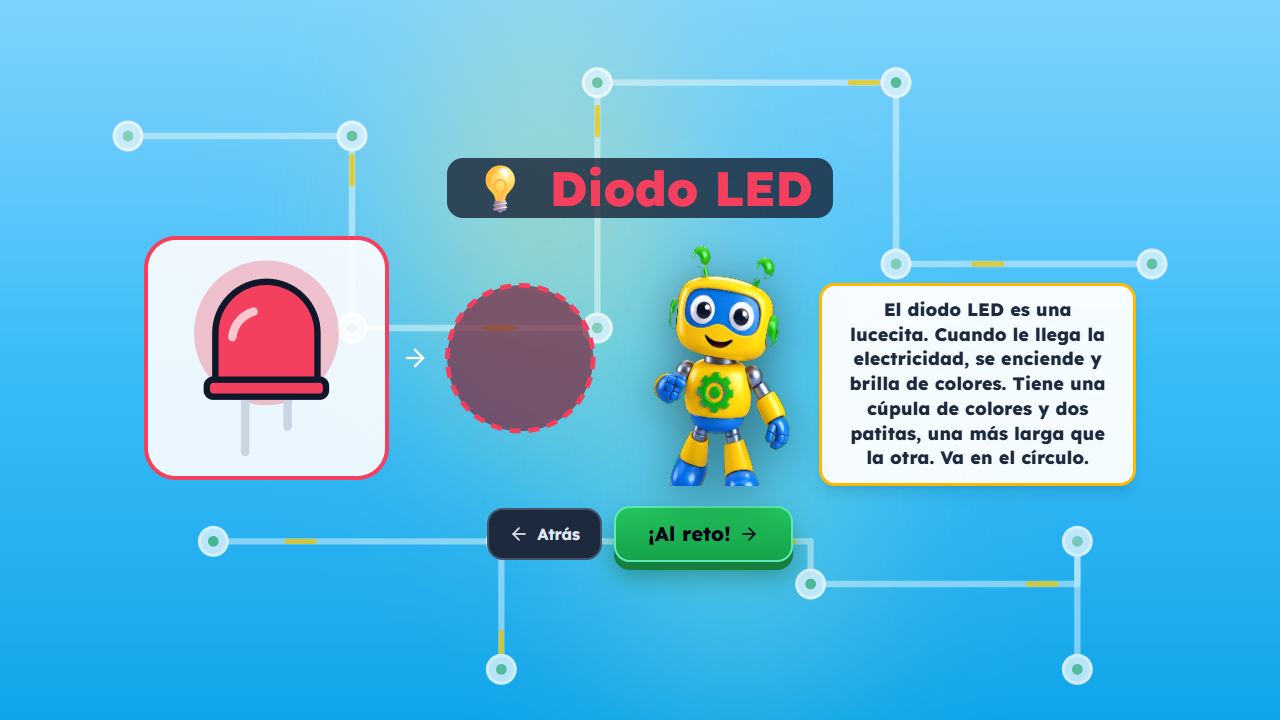 Diodo LED
El diodo LED es una
lucecita. Cuando le llega la
electricidad, se enciende y
brilla de colores. Tiene una
cúpula de colores y dos
patitas, una más larga que
la otra. Va en el círculo.
← Atrás
¡Al reto! →